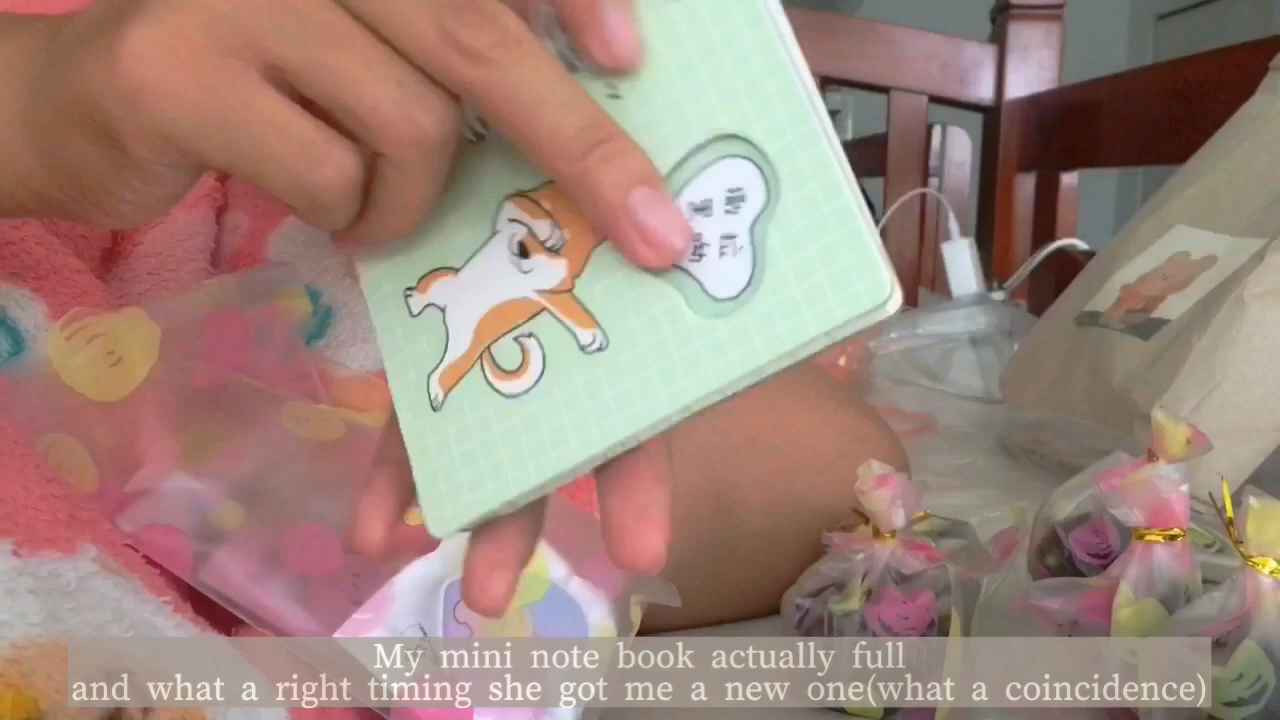 My mini note book actually full
and what a right timing she got me a new one(what a coincidence)